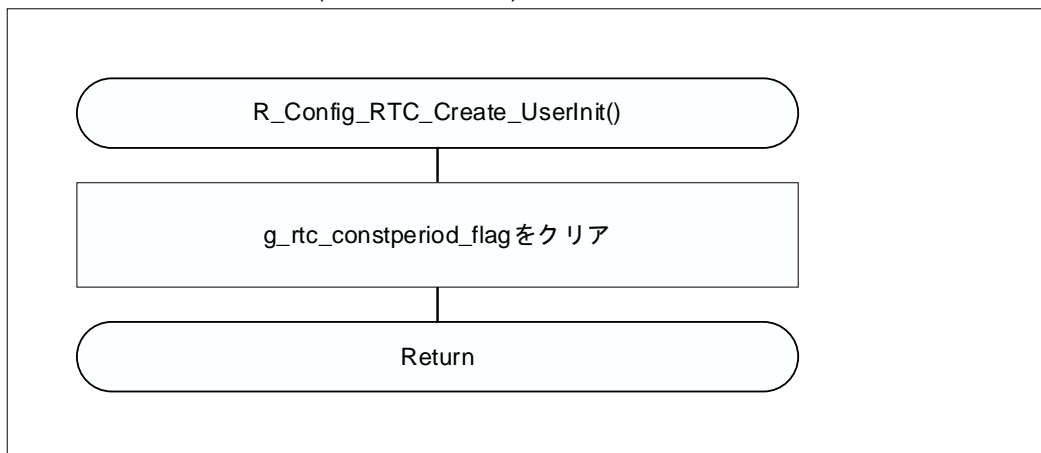 R_Config_RTC_Create_UserInit()
g_rtc_constperiod_flagをクリア
Return